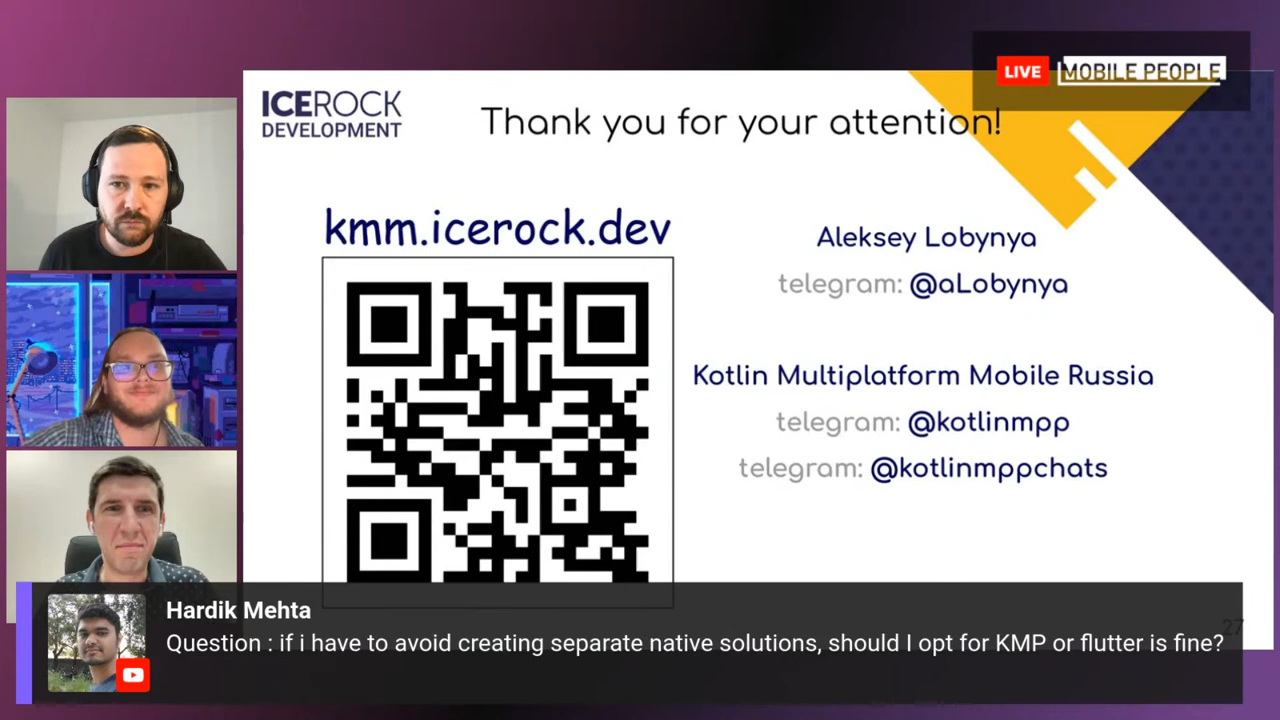 LIVE MOBILE PEOPLE
ICEROCK
DEVELOPMENT
Thank you for your attention!
kmm.icerock.dev
Aleksey Lobynya
telegram: @aLobynya
Kotlin Multiplatform Mobile Russia
telegram: @kotlinmpp
telegram: @kotlinmppchats
27
Hardik Mehta
Question : if i have to avoid creating separate native solutions, should I opt for KMP or flutter is fine?